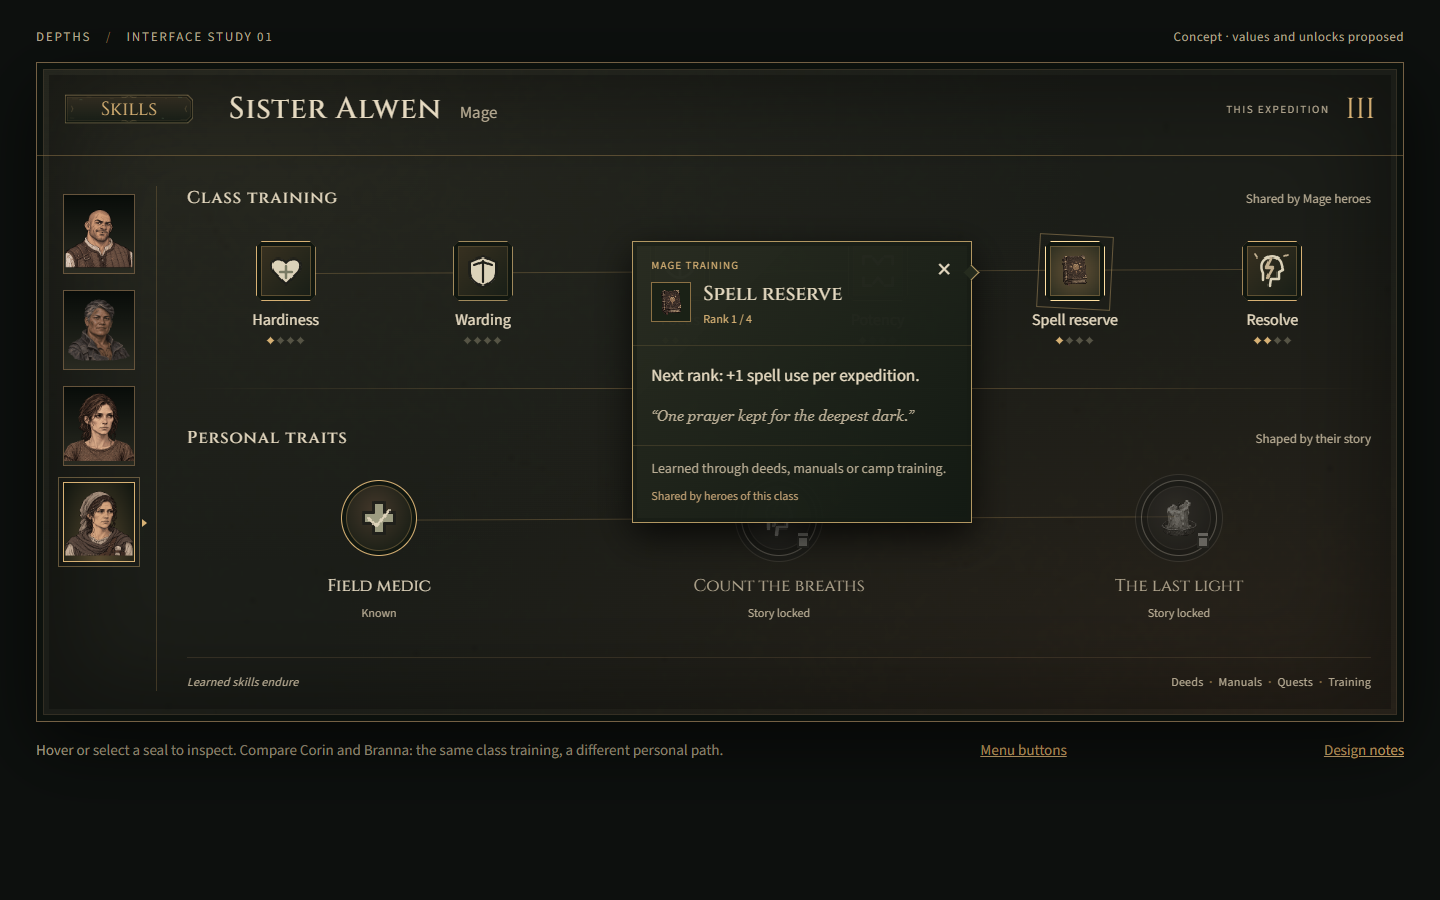 DEPTHS / INTERFACE STUDY 01
Concept · values and unlocks proposed
SKILLS
SISTER ALWEN Mage
THIS EXPEDITION III
CLASS TRAINING
Shared by Mage heroes
Hardiness
Warding
Spell reserve
Resolve
MAGE TRAINING
SPELL RESERVE
Rank 1 / 4
Next rank: +1 spell use per expedition.
“One prayer kept for the deepest dark.”
Learned through deeds, manuals or camp training.
Shared by heroes of this class
PERSONAL TRAITS
Shaped by their story
FIELD MEDIC
Known
COUNT THE BREATHS
Story locked
THE LAST LIGHT
Story locked
Learned skills endure
Deeds · Manuals · Quests · Training
Hover or select a seal to inspect. Compare Corin and Branna: the same class training, a different personal path.
Menu buttons
Design notes